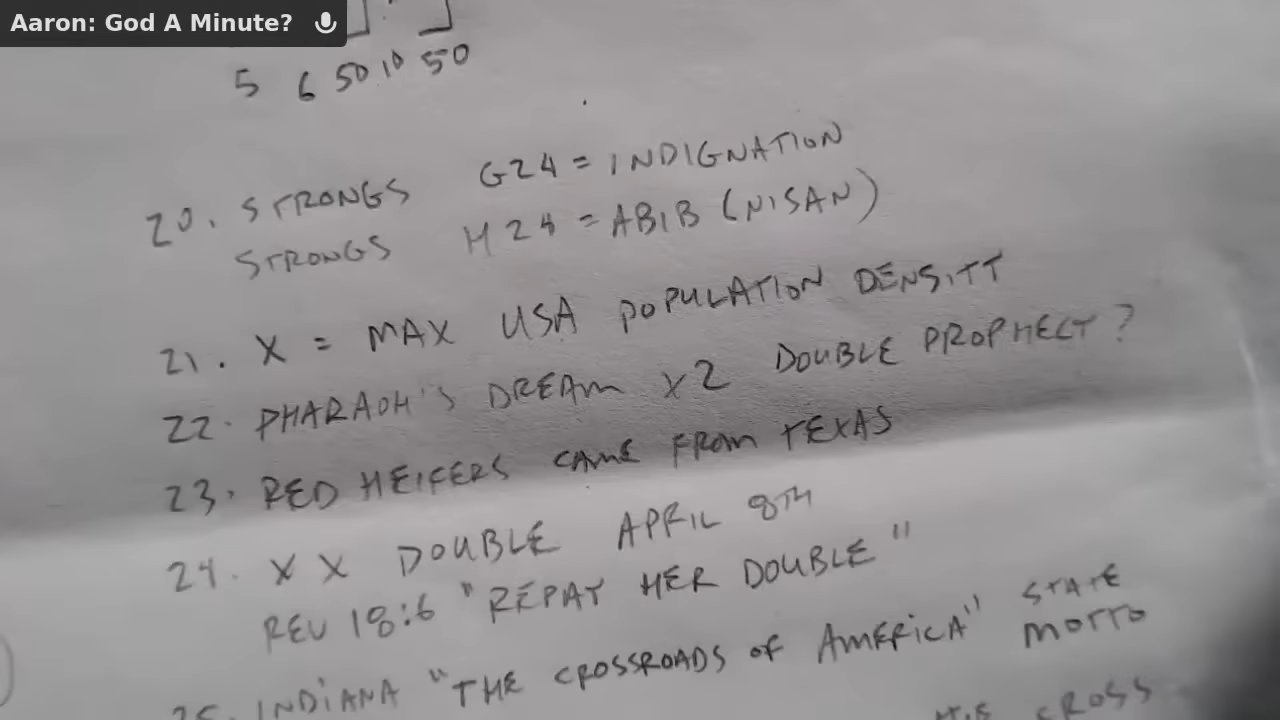 Aaron: God A Minute?
5 6 50 10 50
20. STRONGS G24 = INDIGNATION
STRONGS H24 = ABIB (NISAN)
21. X = MAX USA POPULATION DENSITY
22. PHARAOH'S DREAM X2 DOUBLE PROPHECY?
23. RED HEIFERS CAME FROM TEXAS
24. X X DOUBLE APRIL 8TH
REV 18:6 "REPAY HER DOUBLE"
25. INDIANA "THE CROSSROADS OF AMERICA" STATE MOTTO
CROSS